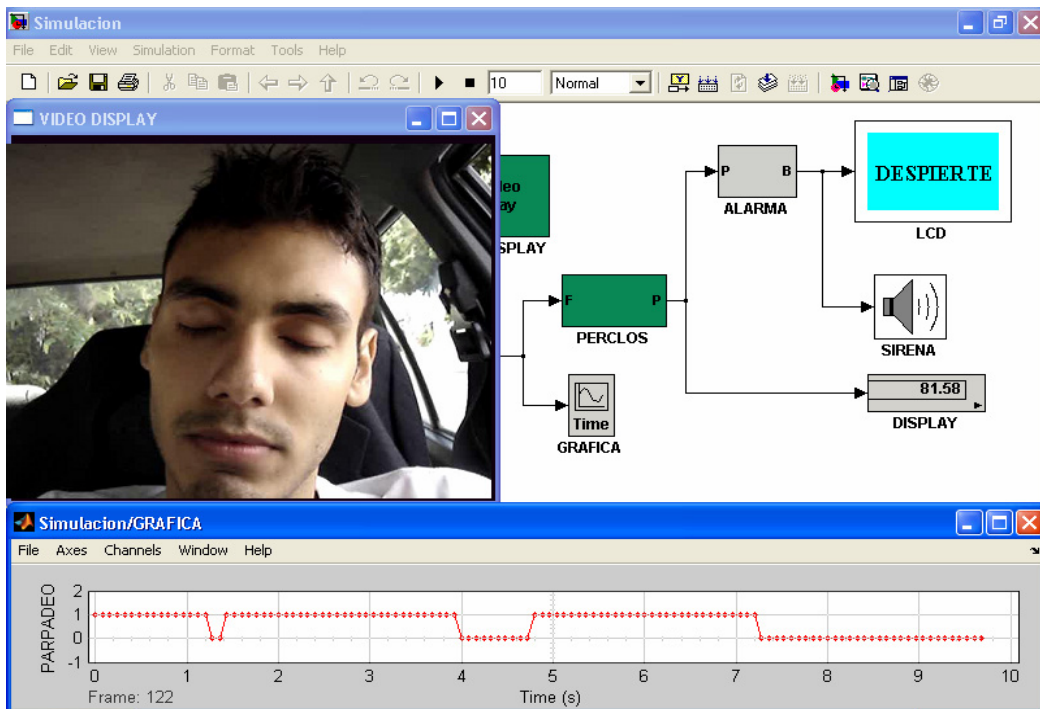 Simulacion
File Edit View Simulation Format Tools Help
10 Normal
VIDEO DISPLAY
P B
ALARMA
DESPIERTE
LCD
SPLAY
F P
PERCLOS
SIRENA
Time
GRAFICA
81.58
DISPLAY
Simulacion/GRAFICA
File Axes Channels Window Help
PARPADEO
2
1
0
-1
0 1 2 3 4 5 6 7 8 9 10
Frame: 122
Time (s)